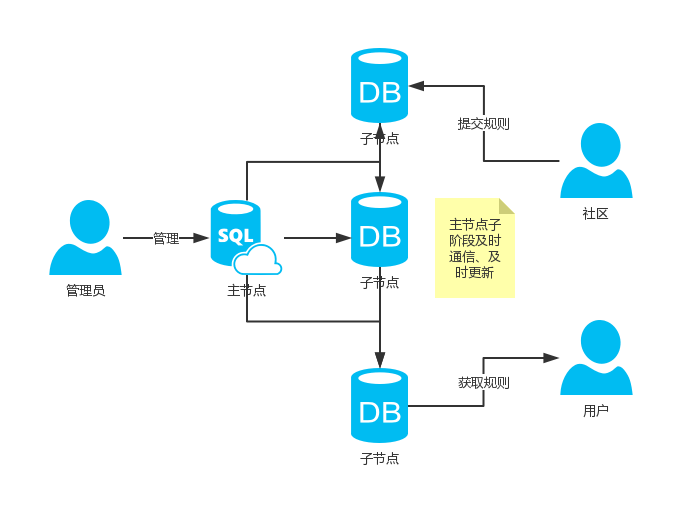 DB
子节点
提交规则
社区
管理员
管理
SQL
主节点
DB
子节点
主节点子
阶段及时
通信、及
时更新
DB
子节点
获取规则
用户